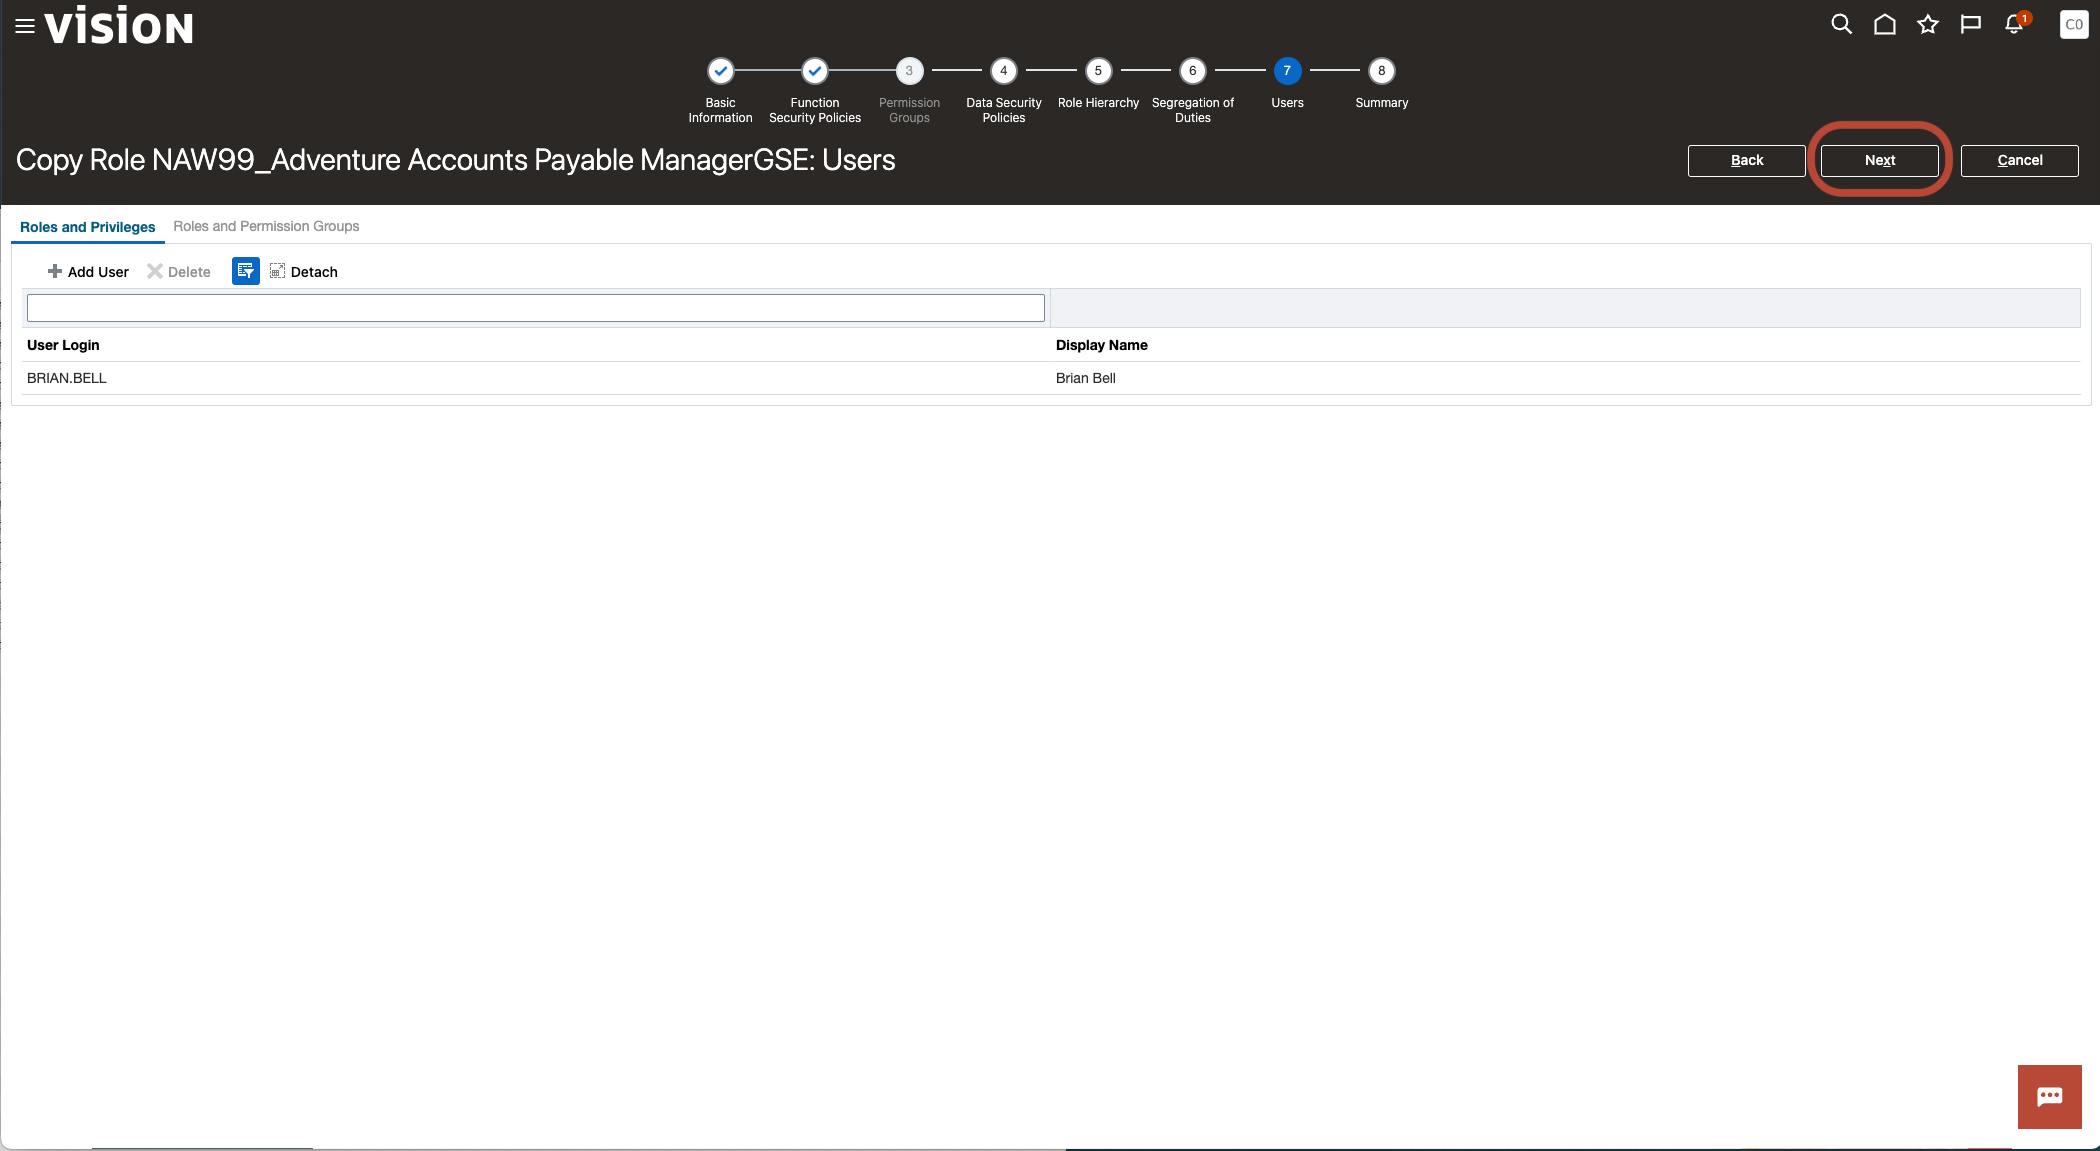 vision
1
CO
3
4
5
6
7
8
Basic
Information
Function
Security Policies
Permission
Groups
Data Security
Policies
Role Hierarchy
Segregation of
Duties
Users
Summary
Copy Role NAW99_Adventure Accounts Payable ManagerGSE: Users
Back
Next
Cancel
Roles and Privileges
Roles and Permission Groups
Add User
Delete
Detach
User Login
Display Name
BRIAN.BELL
Brian Bell